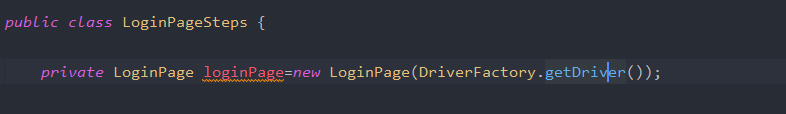 public class LoginPageSteps {
private LoginPage loginPage=new LoginPage(DriverFactory.getDriver());